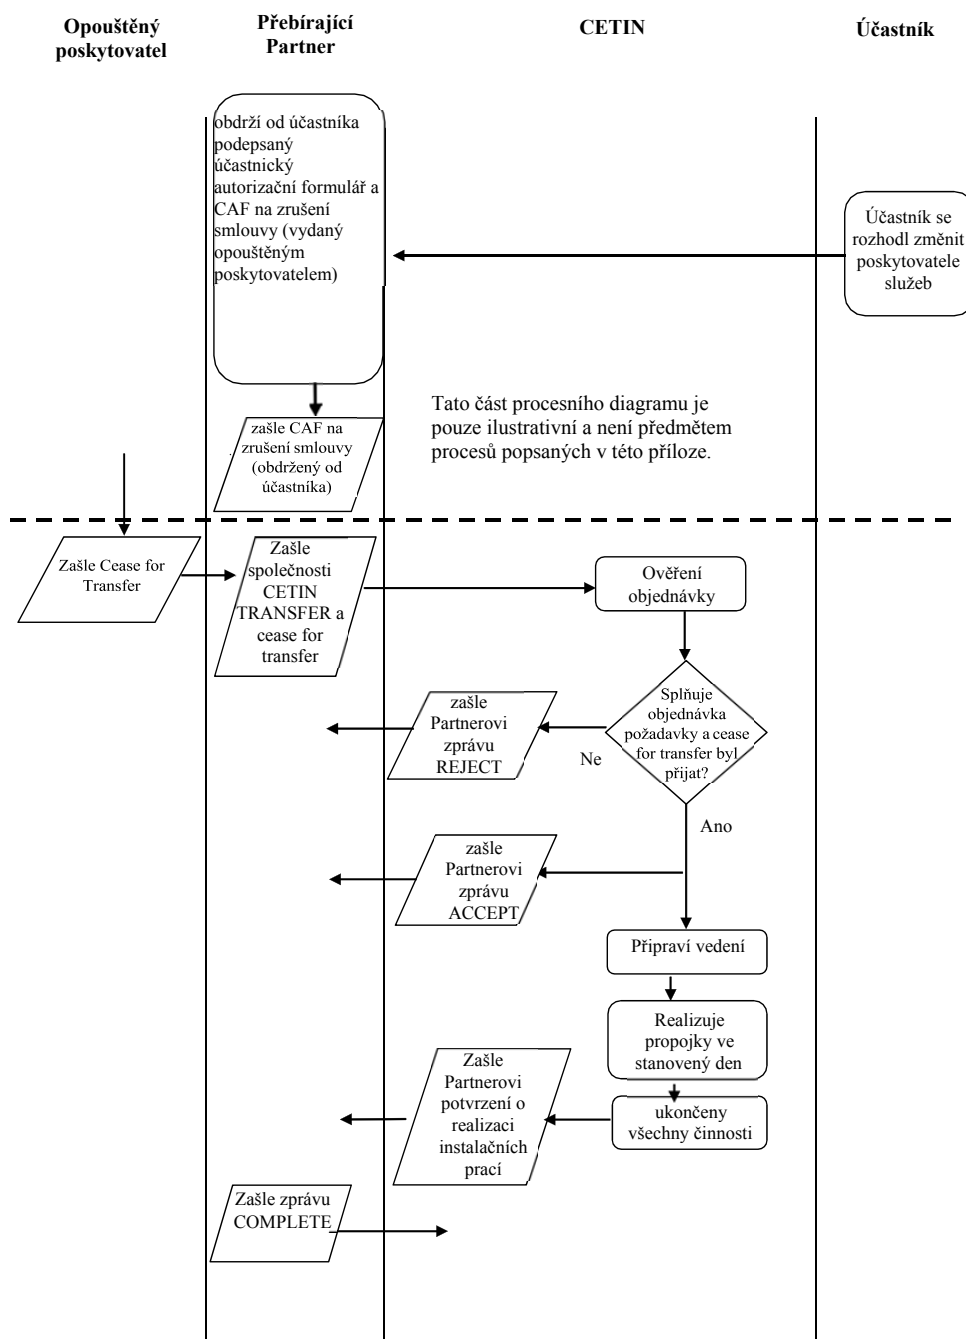 Opouštěný
poskytovatel
Přebírající
Partner
CETIN
Účastník
obdrží od účastníka
podepsaný
účastnický
autorizační formulář a
CAF na zrušení
smlouvy (vydaný
opouštěným
poskytovatelem)
Účastník se
rozhodl změnit
poskytovatele
služeb
zašle CAF na
zrušení smlouvy
(obdržený od
účastníka)
Tato část procesního diagramu je
pouze ilustrativní a není předmětem
procesů popsaných v této příloze.
Zašle Cease for
Transfer
Zašle
společnosti
CETIN
TRANSFER a
cease for
transfer
Ověření
objednávky
Splňuje
objednávka
požadavky a cease
for transfer byl
přijat?
Ne
zašle
Partnerovi
zprávu
REJECT
Ano
zašle
Partnerovi
zprávu
ACCEPT
Připraví vedení
Realizuje
propojky ve
stanovený den
ukončeny
všechny činnosti
Zašle
Partnerovi
potvrzení o
realizaci
instalačních
prací
Zašle zprávu
COMPLETE